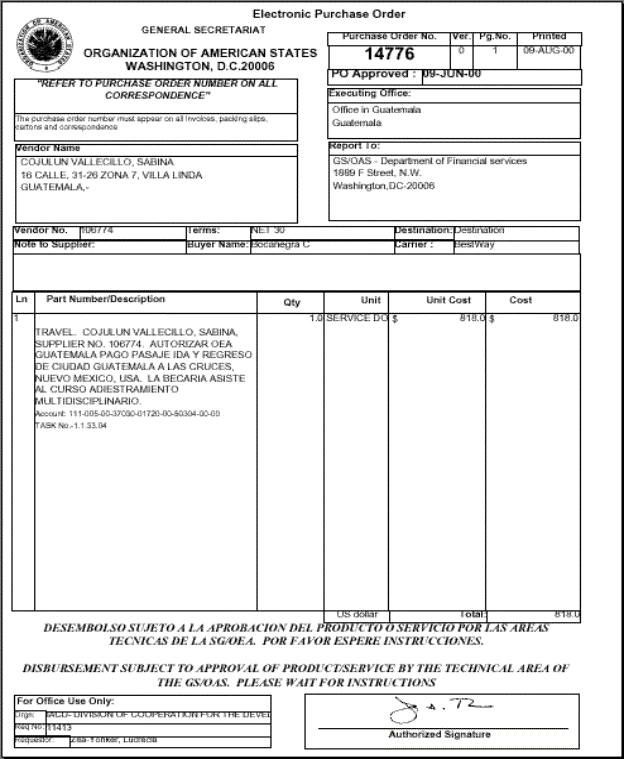 Electronic Purchase Order
GENERAL SECRETARIAT
ORGANIZATION OF AMERICAN STATES
WASHINGTON, D.C.20006
Purchase Order No. Ver. Pg.No. Printed
14776 0 1 09-AUG-00
PO Approved : 09-JUN-00
"REFER TO PURCHASE ORDER NUMBER ON ALL
CORRESPONDENCE"
The purchase order number must appear on all invoices, packing slips,
cartons and correspondence
Executing Office:
Office in Guatemala
Guatemala
Vendor Name
COJULUN VALLECILLO, SABINA
16 CALLE, 31-26 ZONA 7, VILLA LINDA
GUATEMALA,-
Report To:
GS/OAS - Department of Financial services
1889 F Street, N.W.
Washington,DC-20006
Vendor No. 106774 Terms: NET 30 Destination: Destination
Note to Supplier: Buyer Name: Bocanegra C Carrier : BestWay
Ln Part Number/Description Qty Unit Unit Cost Cost
1 1.0 SERVICE DO $ 818.0 $ 818.0
TRAVEL. COJULUN VALLECILLO, SABINA,
SUPPLIER NO. 106774. AUTORIZAR OEA
GUATEMALA PAGO PASAJE IDA Y REGRESO
DE CIUDAD GUATEMALA A LAS CRUCES,
NUEVO MEXICO, USA. LA BECARIA ASISTE
AL CURSO ADIESTRAMIENTO
MULTIDISCIPLINARIO.
Account:
TASK No.-1.1.33.04
US dollar Total: 818.0
DESEMBOLSO SUJETO A LA APROBACION DEL PRODUCTO O SERVICIO POR LAS AREAS
TECNICAS DE LA SG/OEA. POR FAVOR ESPERE INSTRUCCIONES.
DISBURSEMENT SUBJECT TO APPROVAL OF PRODUCT/SERVICE BY THE TECHNICAL AREA OF
THE GS/OAS. PLEASE WAIT FOR INSTRUCTIONS
For Office Use Only:
Orgn: IACD- DIVISION OF COOPERATION FOR THE DEVEL
Req No: 11413
Requestor: Zea-Yonker, Lucrecia
Authorized Signature